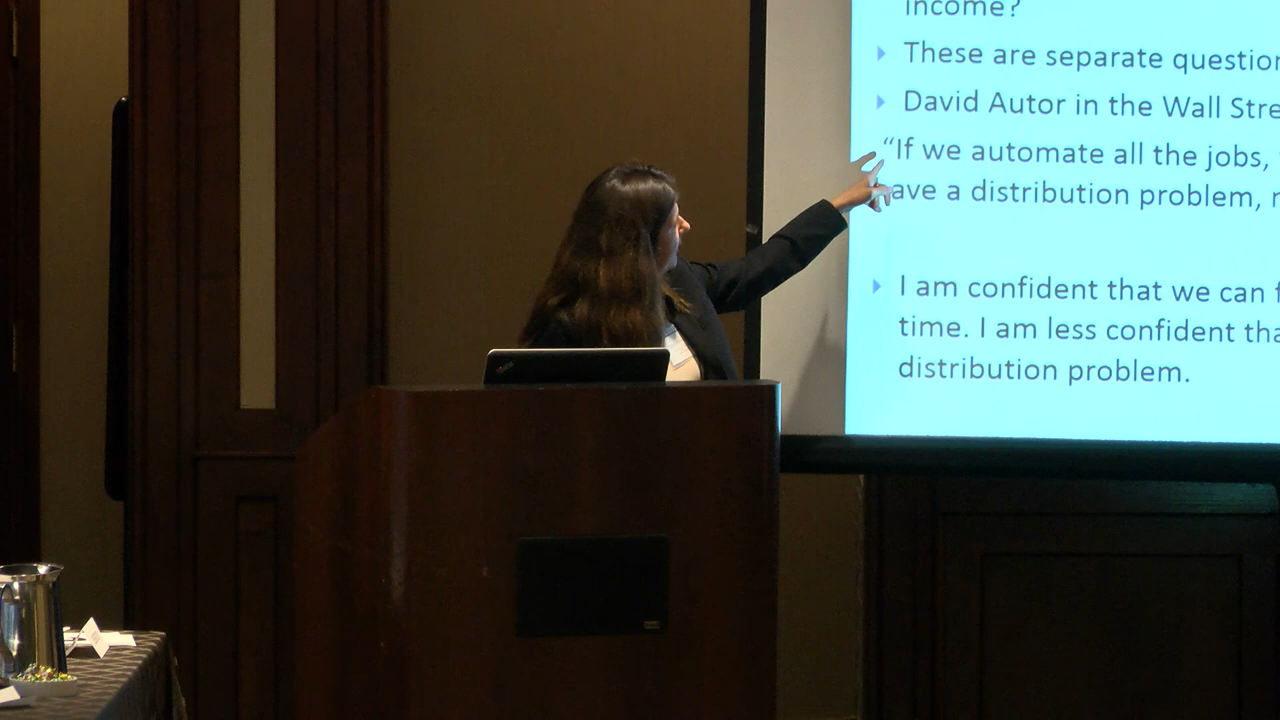 income?
These are separate question
David Autor in the Wall Stre
“If we automate all the jobs,
ave a distribution problem,
I am confident that we can f
time. I am less confident tha
distribution problem.